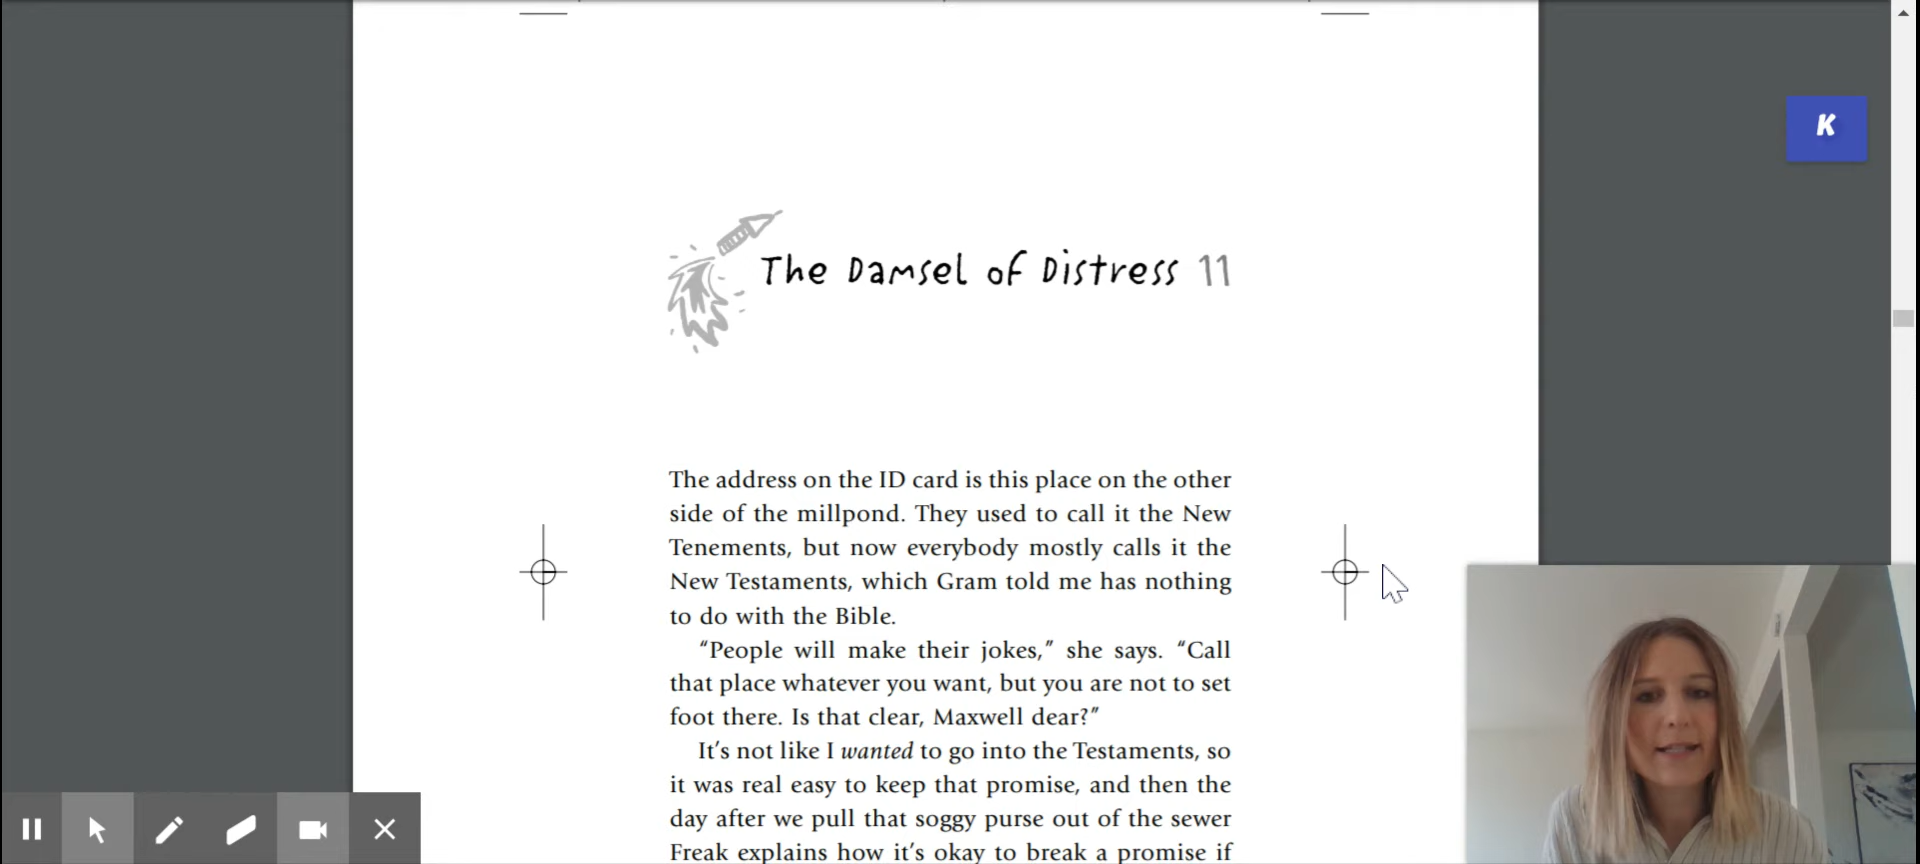 K
The Damsel of Distress 11
The address on the ID card is this place on the other
side of the millpond. They used to call it the New
Tenements, but now everybody mostly calls it the
New Testaments, which Gram told me has nothing
to do with the Bible.
“People will make their jokes,” she says. “Call
that place whatever you want, but you are not to set
foot there. Is that clear, Maxwell dear?”
It’s not like I wanted to go into the Testaments, so
it was real easy to keep that promise, and then the
day after we pull that soggy purse out of the sewer
Freak explains how it’s okay to break a promise if